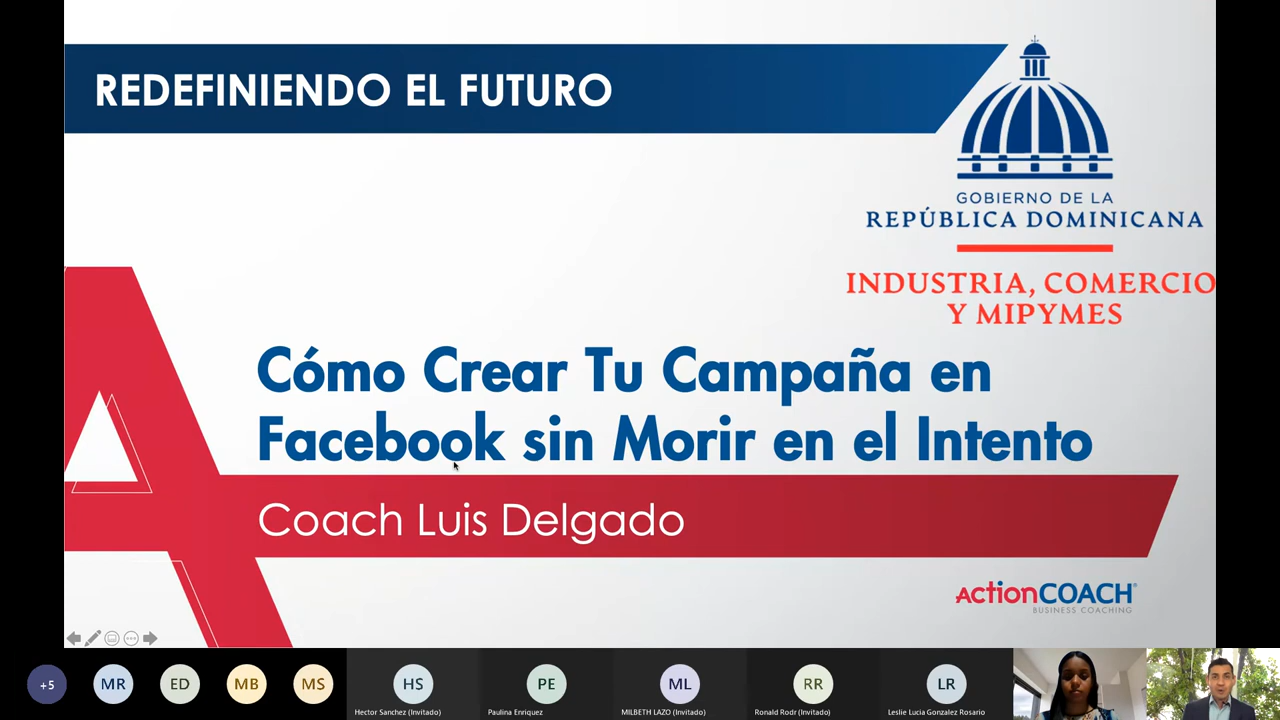 REDEFINIENDO EL FUTURO
GOBIERNO DE LA
REPÚBLICA DOMINICANA
INDUSTRIA, COMERCIO
Y MIPYMES
Cómo Crear Tu Campaña en
Facebook sin Morir en el Intento
Coach Luis Delgado
ActionCOACH
BUSINESS COACHING
+5
MR
ED
MB
MS
HS
PE
ML
RR
LR
Hector Sanchez (Invitado)
Paulina Enriquez
MILBETH LAZO (Invitado)
Ronald Rodr (Invitado)
Leslie Lucia Gonzalez Rosario